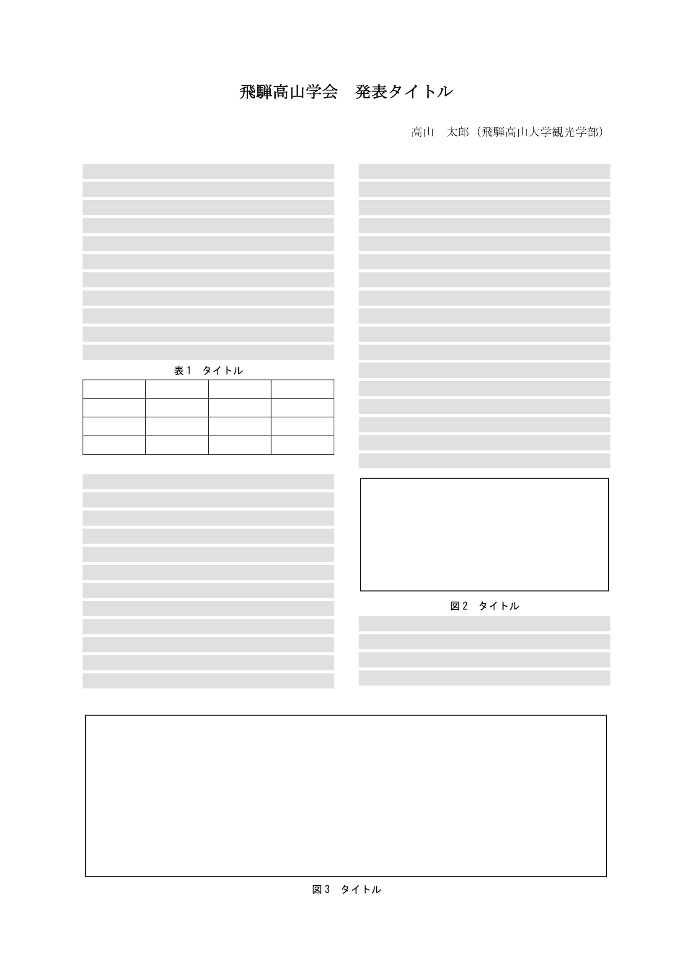 飛騨高山学会　発表タイトル
高山　太郎（飛騨高山大学観光学部）
表1　タイトル
図2　タイトル
図3　タイトル